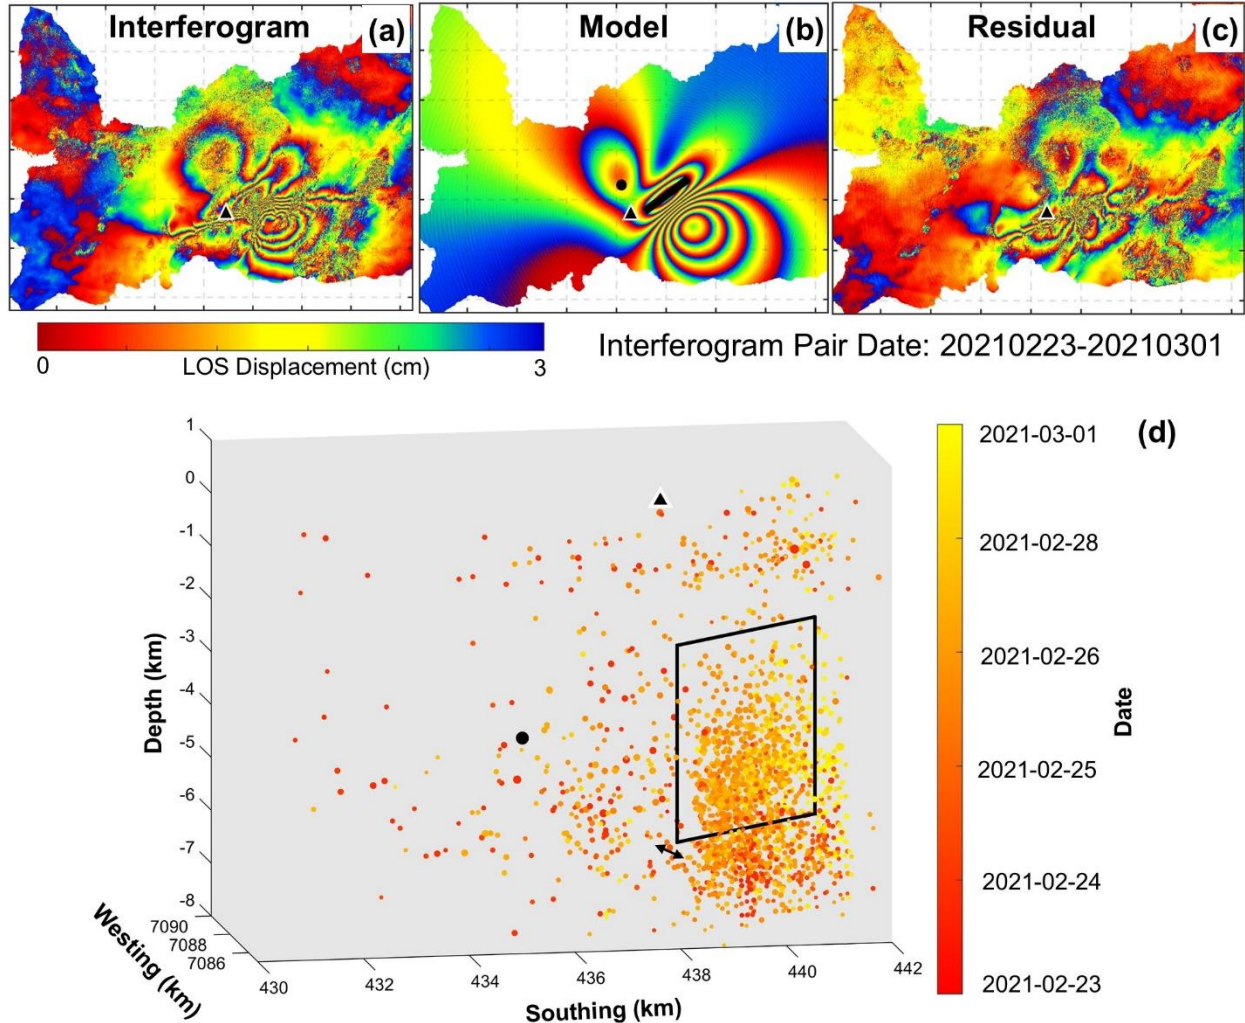 Interferogram (a)
Model (b)
Residual (c)
0 LOS Displacement (cm) 3
Interferogram Pair Date: 20210223-20210301
(d)
1
0
-1
-2
-3
-4
-5
-6
-7
-8
Depth (km)
7090
7088
7086
Westing (km)
430 432 434 436 438 440 442
Southing (km)
2021-03-01
2021-02-28
2021-02-26
2021-02-25
2021-02-24
2021-02-23
Date